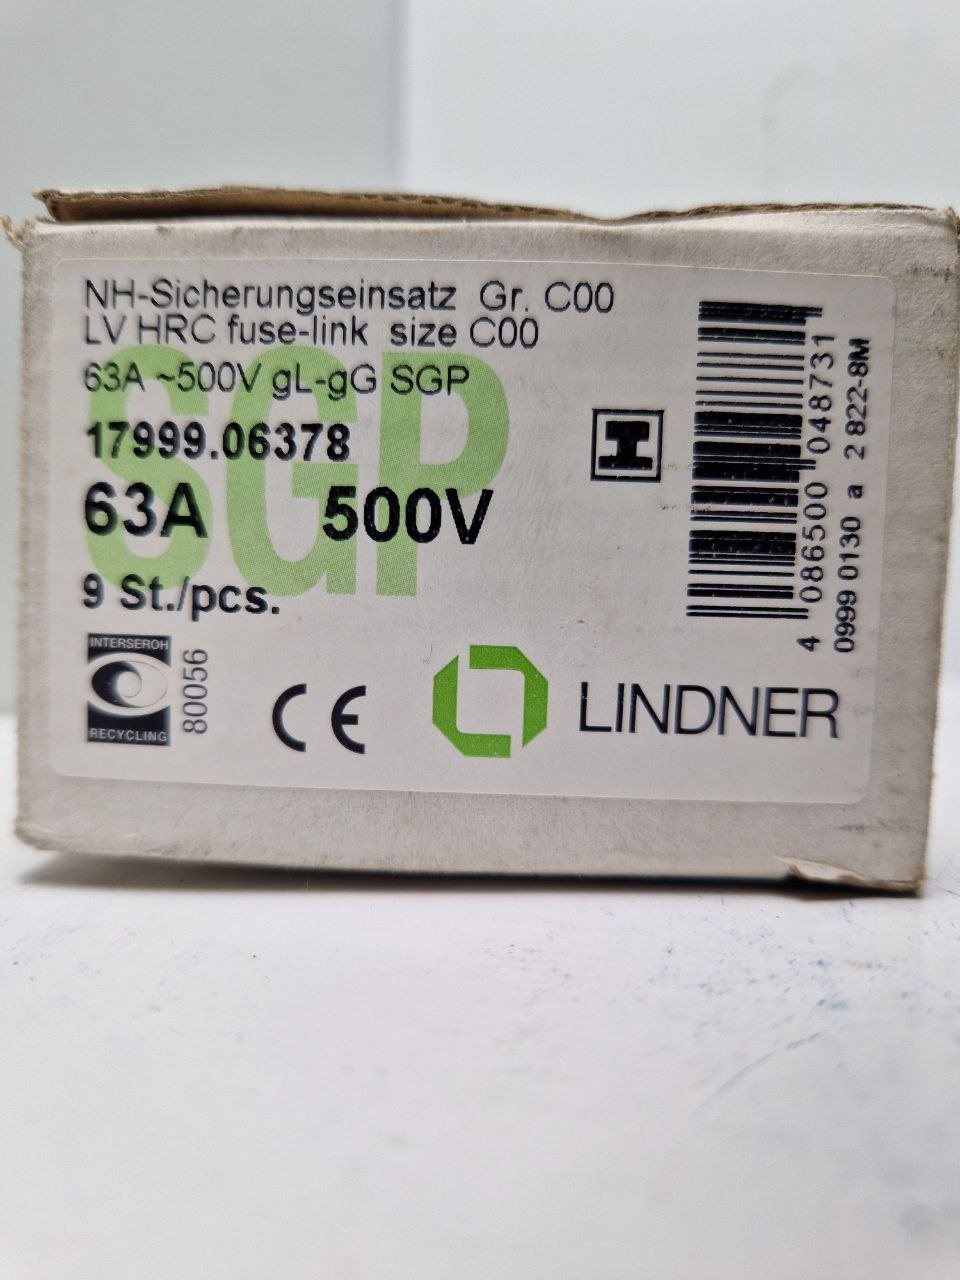 NH-Sicherungseinsatz Gr. C00
LV HRC fuse-link size C00
63A ~500V gL-gG SGP
17999.06378
63A 500V
9 St./pcs.
SGP
4 086500 048731
0999 0130 a 2 822-8M
INTERSEROH
RECYCLING
80056
CE
LINDNER